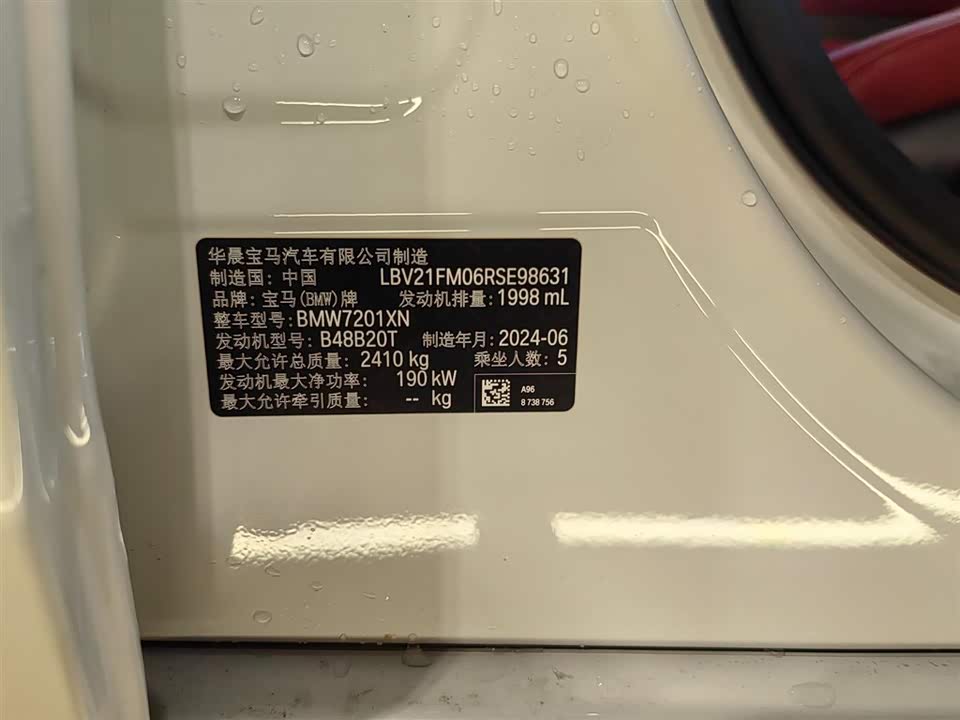 华晨宝马汽车有限公司制造
制造国：中国 LBV21FM06RSE98631
品牌：宝马(BMW)牌 发动机排量：1998 mL
整车型号：BMW7201XN
发动机型号：B48B20T 制造年月：2024-06
最大允许总质量：2410 kg 乘坐人数：5
发动机最大净功率：190 kW
最大允许牵引质量：-- kg
A96
8 738 756